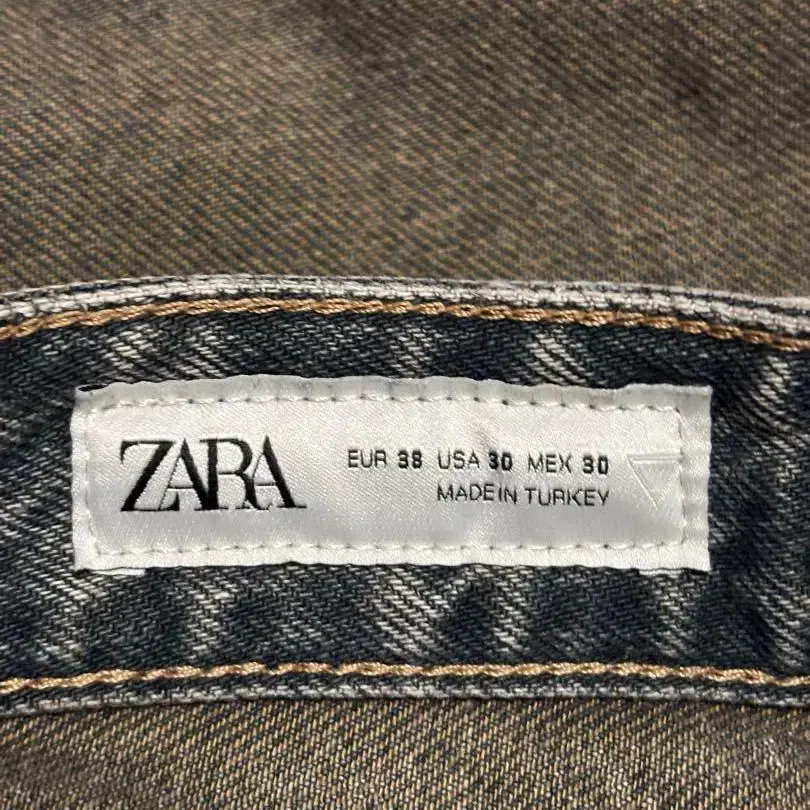 ZARA
EUR 38 USA 30 MEX 30
MADE IN TURKEY